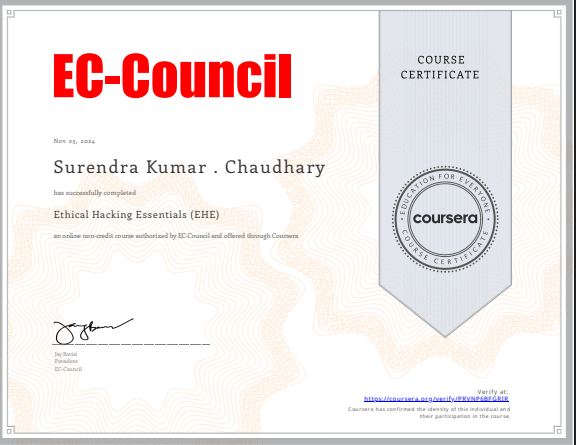 EC-Council
COURSE
CERTIFICATE
Nov 25, 2024
Surendra Kumar . Chaudhary
has successfully completed
Ethical Hacking Essentials (EHE)
an online non-credit course authorized by EC-Council and offered through Coursera
EDUCATION FOR EVERYONE
coursera
COURSE CERTIFICATE
Jay Bavisi
President
EC-Council
Verify at:
https://coursera.org/verify/PRVNP6BFGRJR
Coursera has confirmed the identity of this individual and
their participation in the course.